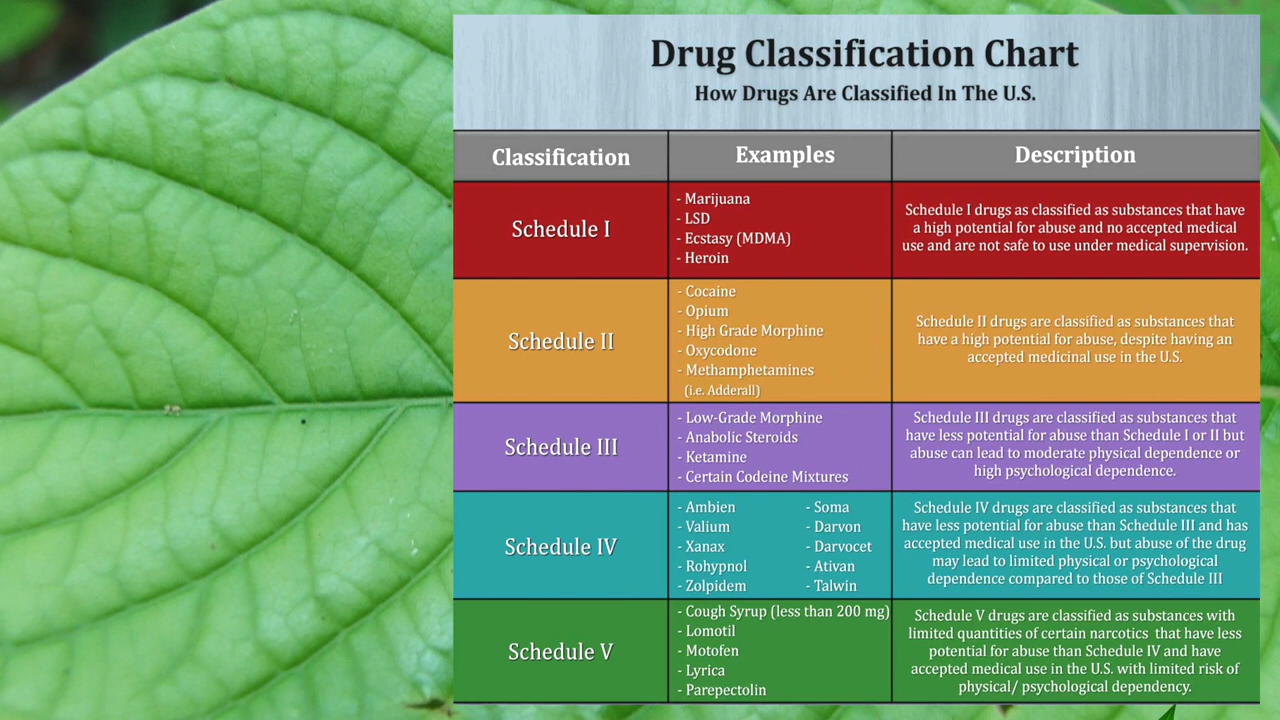 Drug Classification Chart
How Drugs Are Classified In The U.S.
Classification
Examples
Description
Schedule I
- Marijuana
- LSD
- Ecstasy (MDMA)
- Heroin
Schedule I drugs as classified as substances that have
a high potential for abuse and no accepted medical
use and are not safe to use under medical supervision.
Schedule II
- Cocaine
- Opium
- High Grade Morphine
- Oxycodone
- Methamphetamines
(i.e. Adderall)
Schedule II drugs are classified as substances that
have a high potential for abuse, despite having an
accepted medicinal use in the U.S.
Schedule III
- Low-Grade Morphine
- Anabolic Steroids
- Ketamine
- Certain Codeine Mixtures
Schedule III drugs are classified as substances that
have less potential for abuse than Schedule I or II but
abuse can lead to moderate physical dependence or
high psychological dependence.
Schedule IV
- Ambien
- Valium
- Xanax
- Rohypnol
- Zolpidem
- Soma
- Darvon
- Darvocet
- Ativan
- Talwin
Schedule IV drugs are classified as substances that
have less potential for abuse than Schedule III and has
accepted medical use in the U.S. but abuse of the drug
may lead to limited physical or psychological
dependence compared to those of Schedule III
Schedule V
- Cough Syrup (less than 200 mg)
- Lomotil
- Motofen
- Lyrica
- Parepectolin
Schedule V drugs are classified as substances with
limited quantities of certain narcotics that have less
potential for abuse than Schedule IV and have
accepted medical use in the U.S. with limited risk of
physical/ psychological dependency.